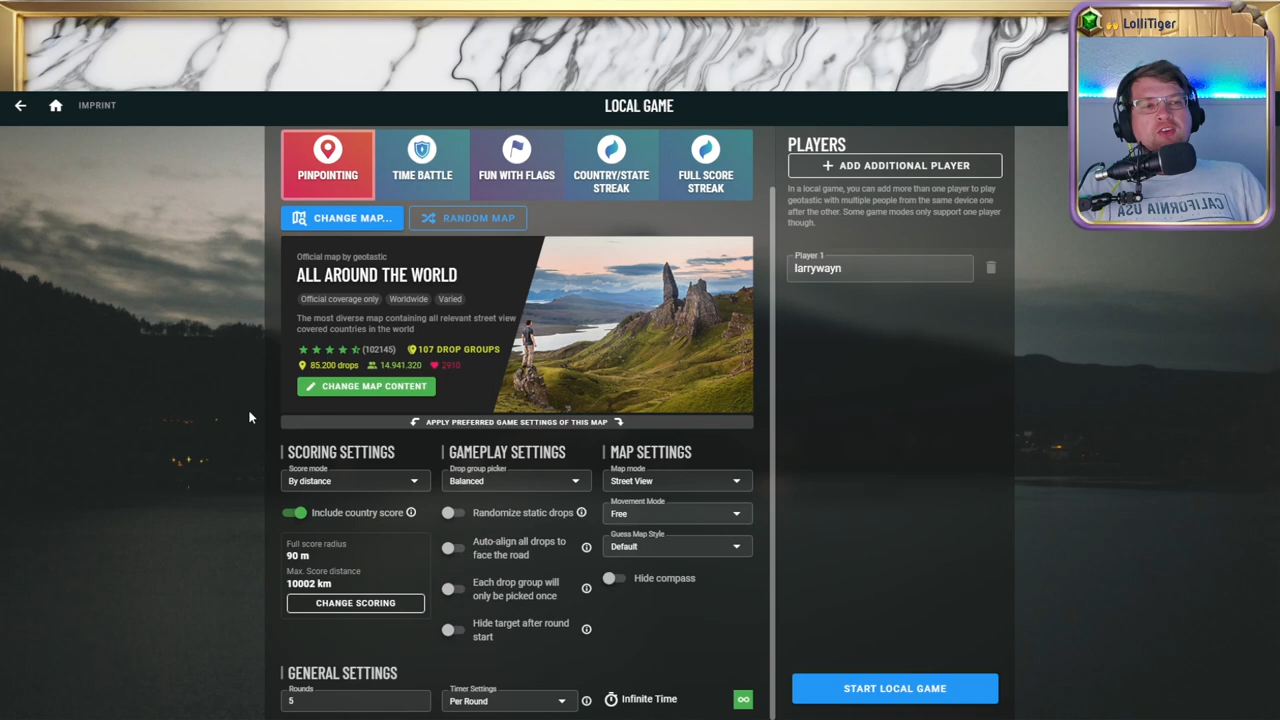 LolliTiger
IMPRINT
LOCAL GAME
PINPOINTING
TIME BATTLE
FUN WITH FLAGS
COUNTRY/STATE
STREAK
FULL SCORE
STREAK
CHANGE MAP...
RANDOM MAP
Official map by geotastic
ALL AROUND THE WORLD
Official coverage only
Worldwide
Varied
The most diverse map containing all relevant street view
covered countries in the world
(102145)
107 DROP GROUPS
85.200 drops
14.941.320
2910
CHANGE MAP CONTENT
APPLY PREFERRED GAME SETTINGS OF THIS MAP
SCORING SETTINGS
Score mode
By distance
Include country score
Full score radius
90 m
Max. Score distance
10002 km
CHANGE SCORING
GAMEPLAY SETTINGS
Drop group picker
Balanced
Randomize static drops
Auto-align all drops to
face the road
Each drop group will
only be picked once
Hide target after round
start
MAP SETTINGS
Map mode
Street View
Movement Mode
Free
Guess Map Style
Default
Hide compass
GENERAL SETTINGS
Rounds
5
Timer Settings
Per Round
Infinite Time
PLAYERS
+ ADD ADDITIONAL PLAYER
In a local game, you can add more than one player to play
geotastic with multiple people from the same device one
after the other. Some game modes only support one player
though.
Player 1
larrywayn
START LOCAL GAME
CALIFORNIA
USA